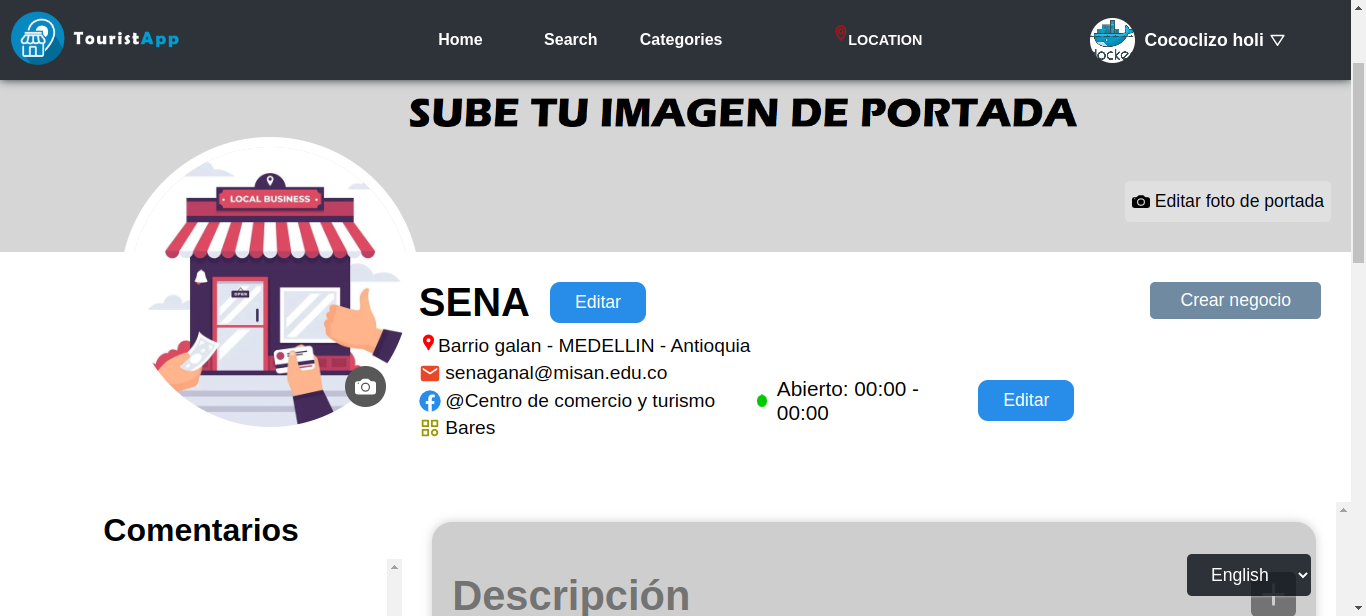 TouristApp
Home
Search
Categories
LOCATION
Cococlizo holi
SUBE TU IMAGEN DE PORTADA
LOCAL BUSINESS
OPEN
Editar foto de portada
SENA
Editar
Crear negocio
Barrio galan - MEDELLIN - Antioquia
senaganal@misan.edu.co
@Centro de comercio y turismo
Bares
Abierto: 00:00 -
00:00
Editar
Comentarios
Descripción
English